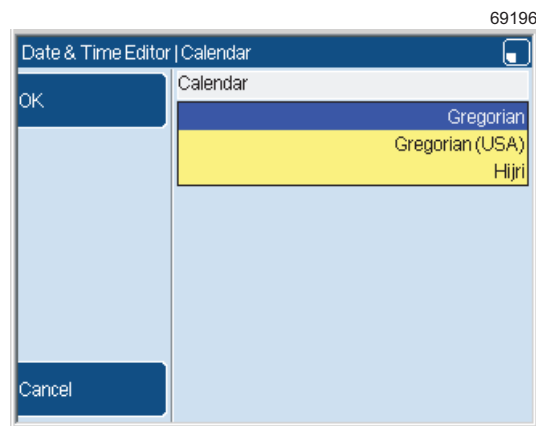 69196
Date & Time Editor | Calendar
OK
Calendar
Gregorian
Gregorian (USA)
Hijri
Cancel